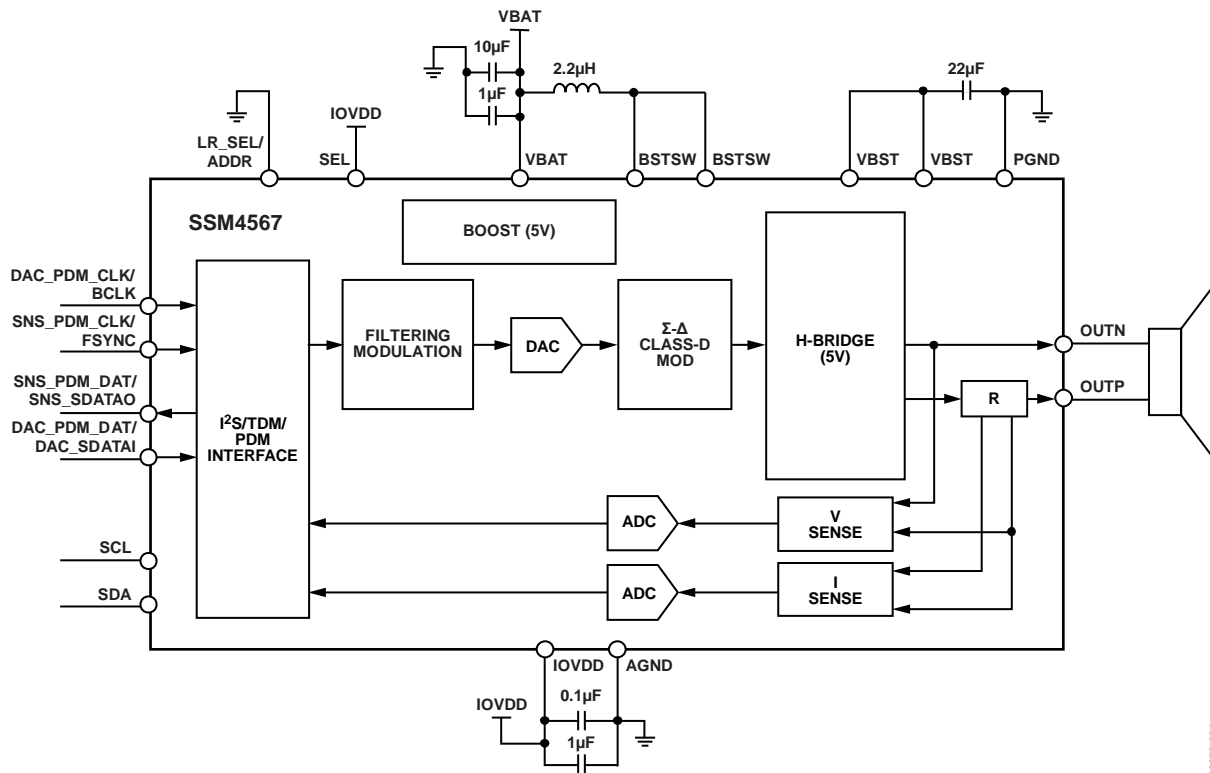 VBAT
10µF
2.2µH
22µF
1µF
IOVDD
LR_SEL/
ADDR
SEL
VBAT
BSTSW
BSTSW
VBST
VBST
PGND
SSM4567
BOOST (5V)
DAC_PDM_CLK/
BCLK
SNS_PDM_CLK/
FSYNC
SNS_PDM_DAT/
SNS_SDATAO
DAC_PDM_DAT/
DAC_SDATAI
SCL
SDA
I²S/TDM/
PDM
INTERFACE
FILTERING
MODULATION
DAC
Σ-Δ
CLASS-D
MOD
H-BRIDGE
(5V)
OUTN
R
OUTP
ADC
V
SENSE
ADC
I
SENSE
IOVDD
AGND
0.1µF
IOVDD
1µF